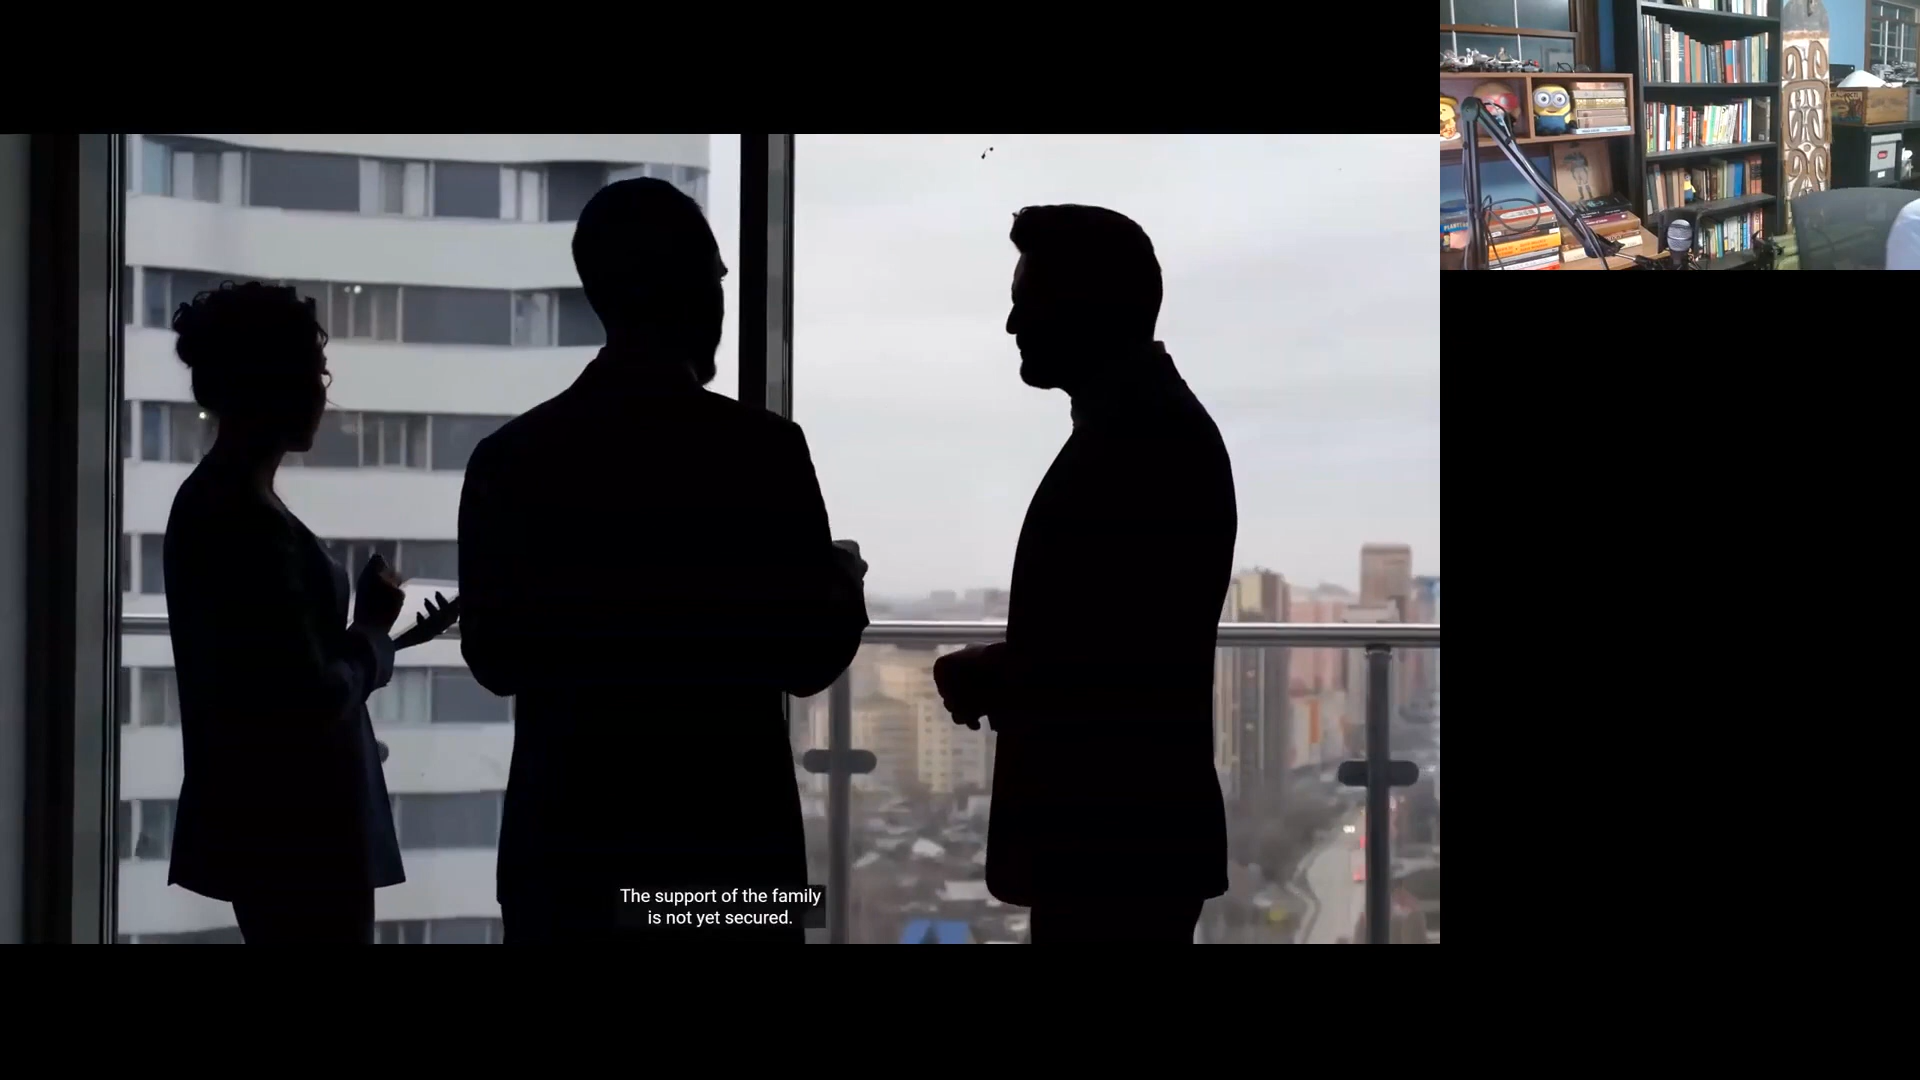 The support of the family
is not yet secured.